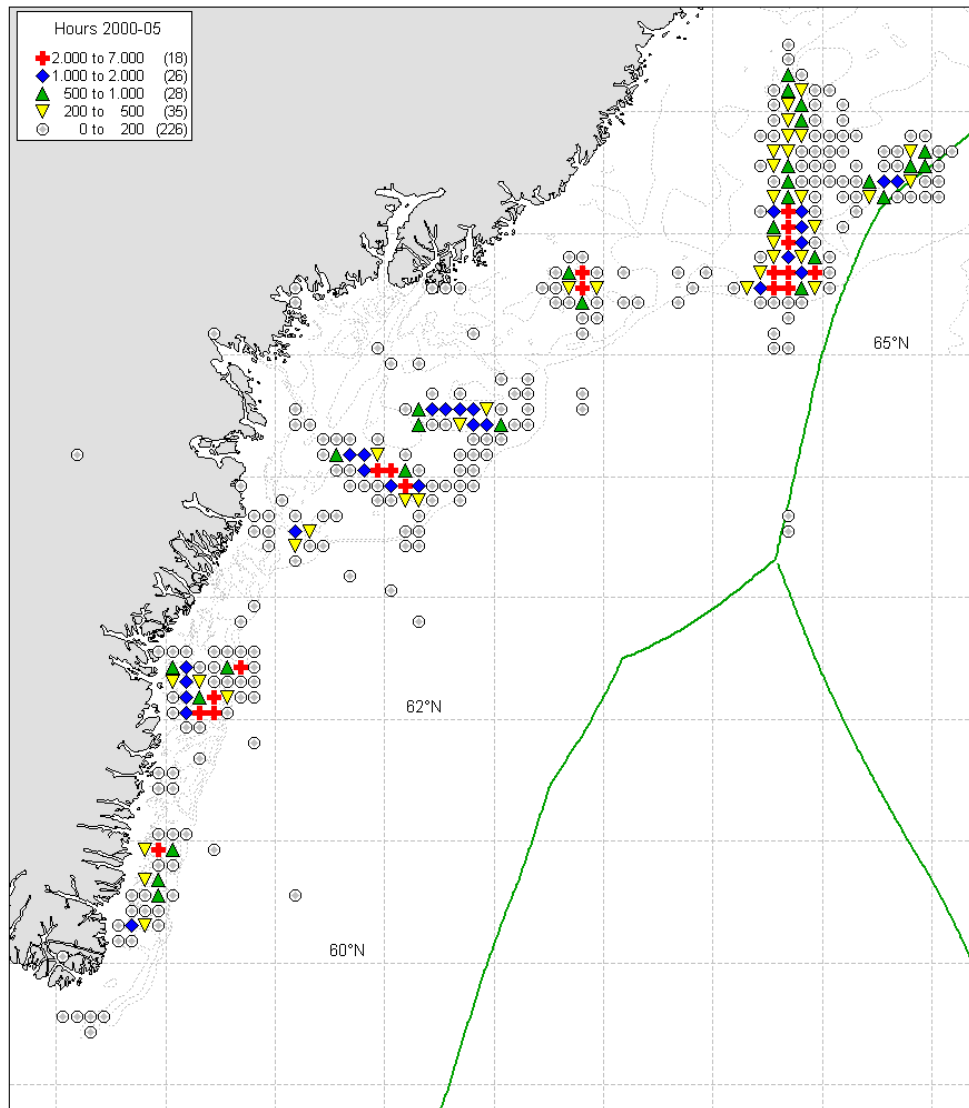 Hours 2000-05
2.000 to 7.000 (18)
1.000 to 2.000 (26)
500 to 1.000 (28)
200 to 500 (35)
0 to 200 (226)
65°N
62°N
60°N